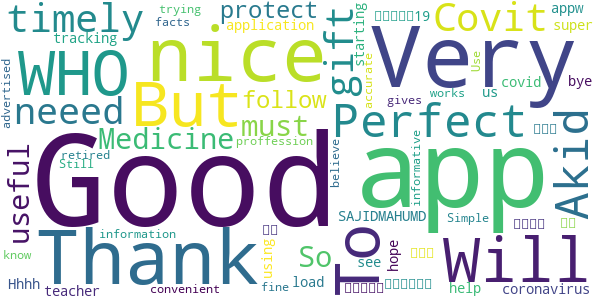 timely
trying
facts
protect
Covit
appw
super
tracking
WHO
nice
application
starting
gift
Very
covid
us
bye
accurate
Use
advertised
neeed
But
follow
Medicine
must
Perfect
works
gives
Akid
useful
retired
Still
Good
proffession
believe
informative
app
Thank
information
using
To
SAJIDMAHUMD
Simple
Will
know
Hhhh
teacher
convenient
So
fine
load
see
hope
help
coronavirus
19